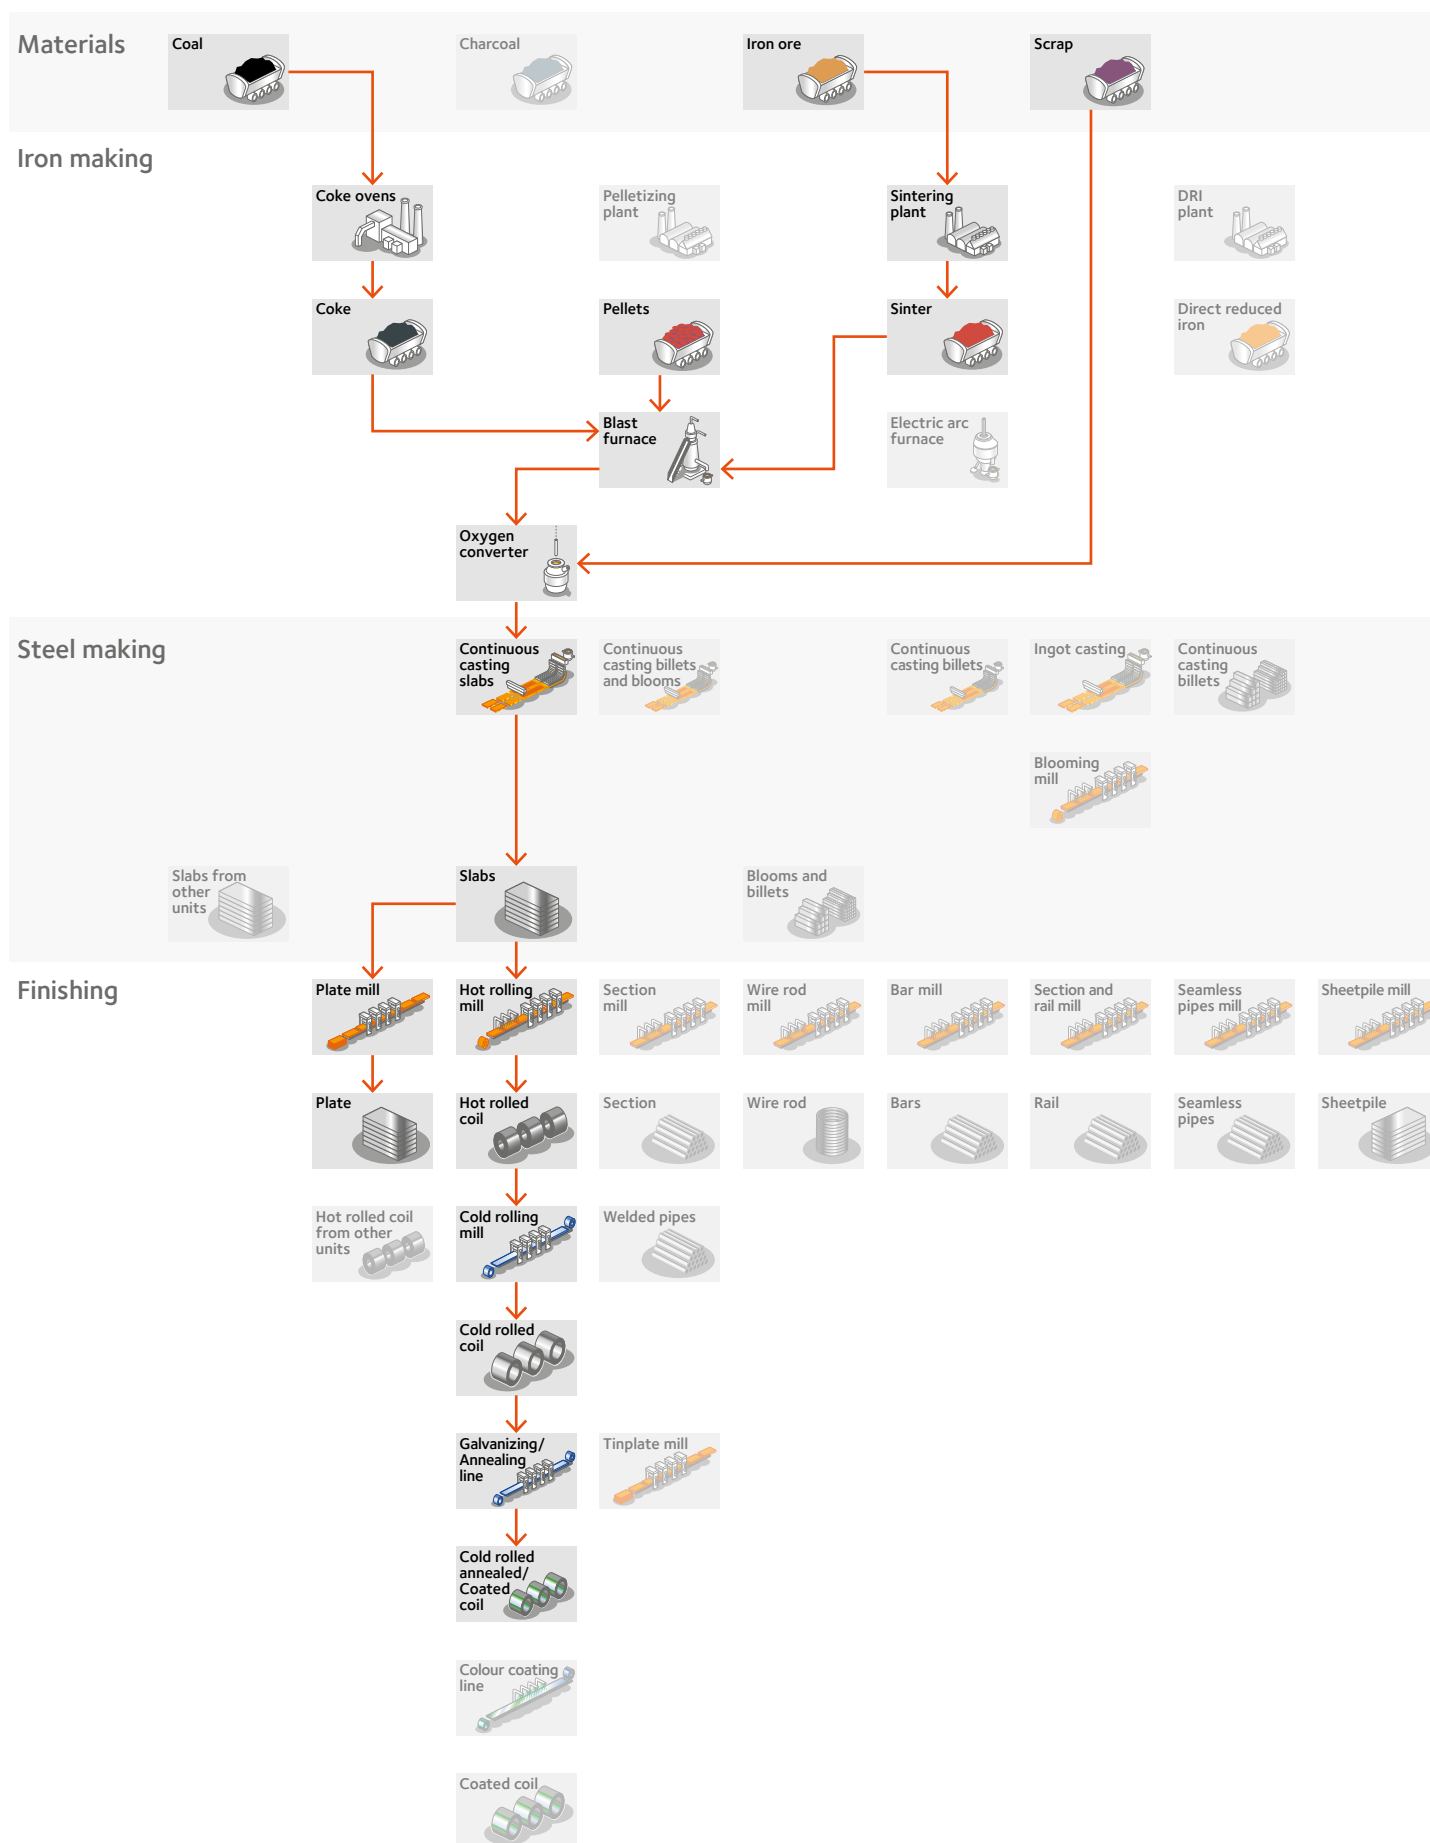 Materials
Coal
Charcoal
Iron ore
Scrap
Iron making
Coke ovens
Pelletizing
plant
Sintering
plant
DRI
plant
Coke
Pellets
Sinter
Direct reduced
iron
Blast
furnace
Electric arc
furnace
Oxygen
converter
Steel making
Continuous
casting
slabs
Continuous
casting billets
and blooms
Continuous
casting billets
Ingot casting
Continuous
casting
billets
Blooming
mill
Slabs from
other
units
Slabs
Blooms and
billets
Finishing
Plate mill
Hot rolling
mill
Section
mill
Wire rod
mill
Bar mill
Section and
rail mill
Seamless
pipes mill
Sheetpile mill
Plate
Hot rolled
coil
Section
Wire rod
Bars
Rail
Seamless
pipes
Sheetpile
Hot rolled coil
from other
units
Cold rolling
mill
Welded pipes
Cold rolled
coil
Galvanizing/
Annealing
line
Tinplate mill
Cold rolled
annealed/
Coated
coil
Colour coating
line
Coated coil